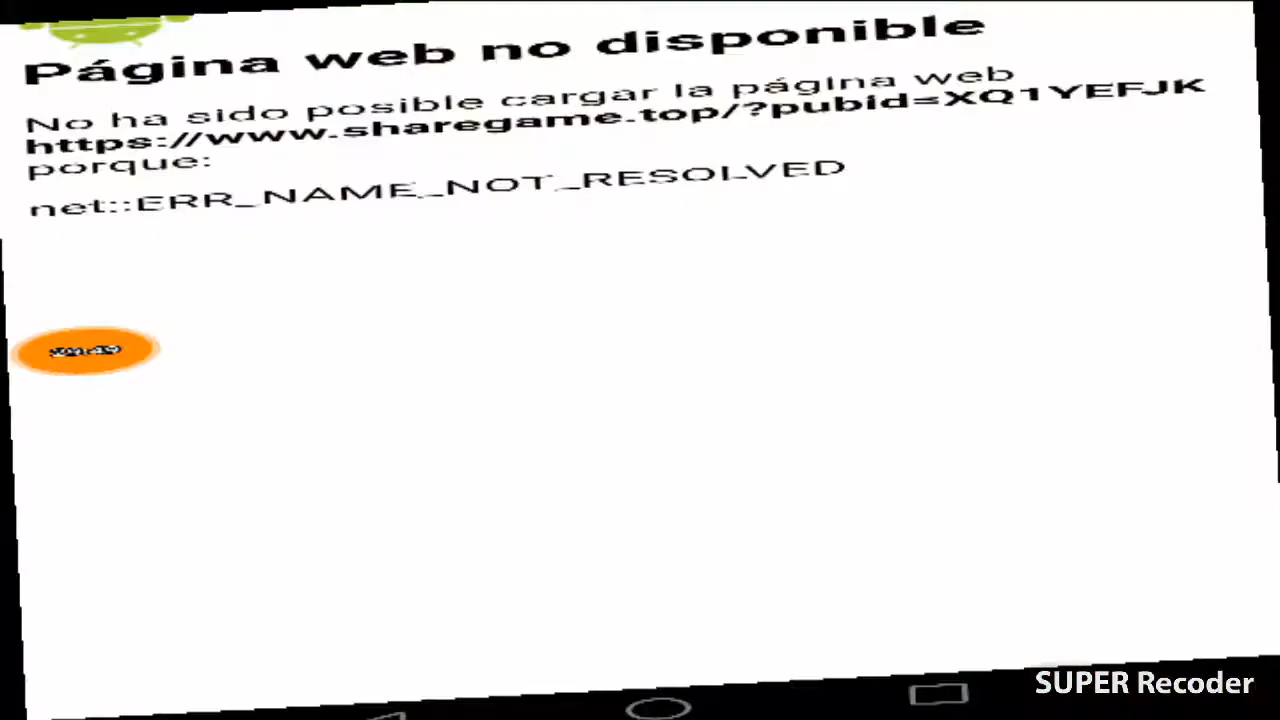 Página web no disponible
No ha sido posible cargar la página web
https://www.sharegame.top/?pubid=XQ1YEFJK
porque:
net::ERR_NAME_NOT_RESOLVED
SUPER Recoder